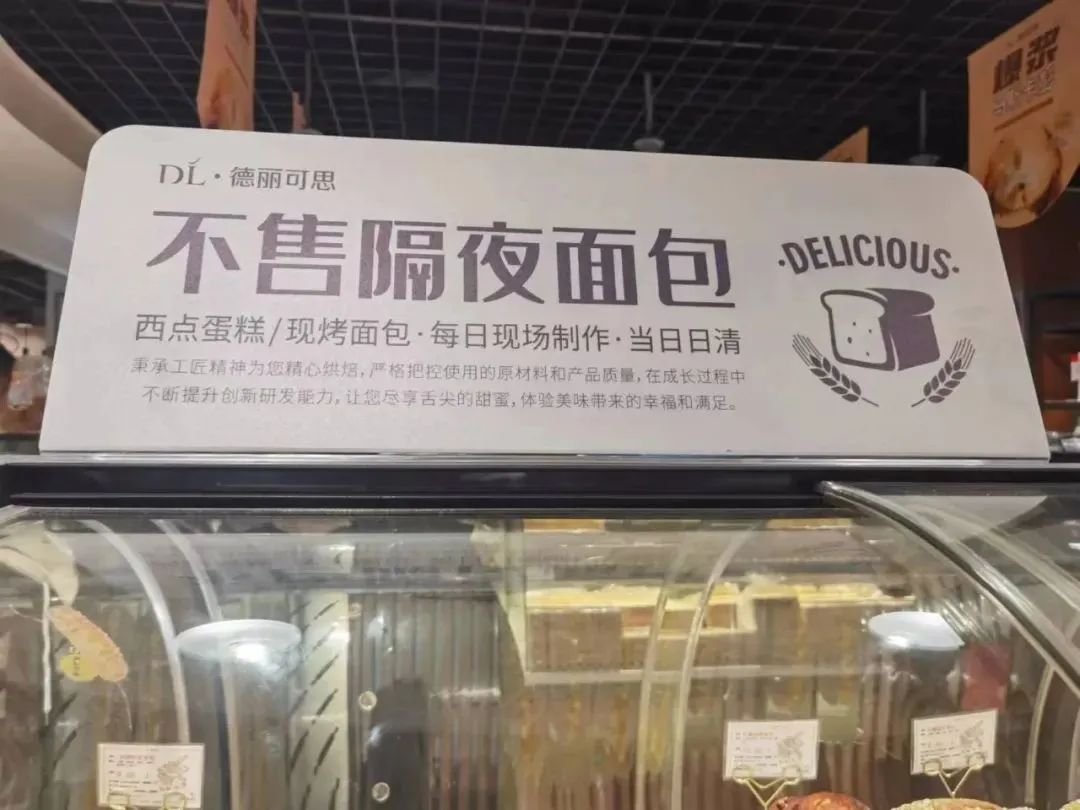 DL·德丽可思
不售隔夜面包
西点蛋糕/现烤面包·每日现场制作·当日日清
秉承工匠精神为您精心烘焙,严格把控使用的原材料和产品质量,在成长过程中
不断提升创新研发能力,让您尽享舌尖的甜蜜,体验美味带来的幸福和满足。
·DELICIOUS·
爆浆